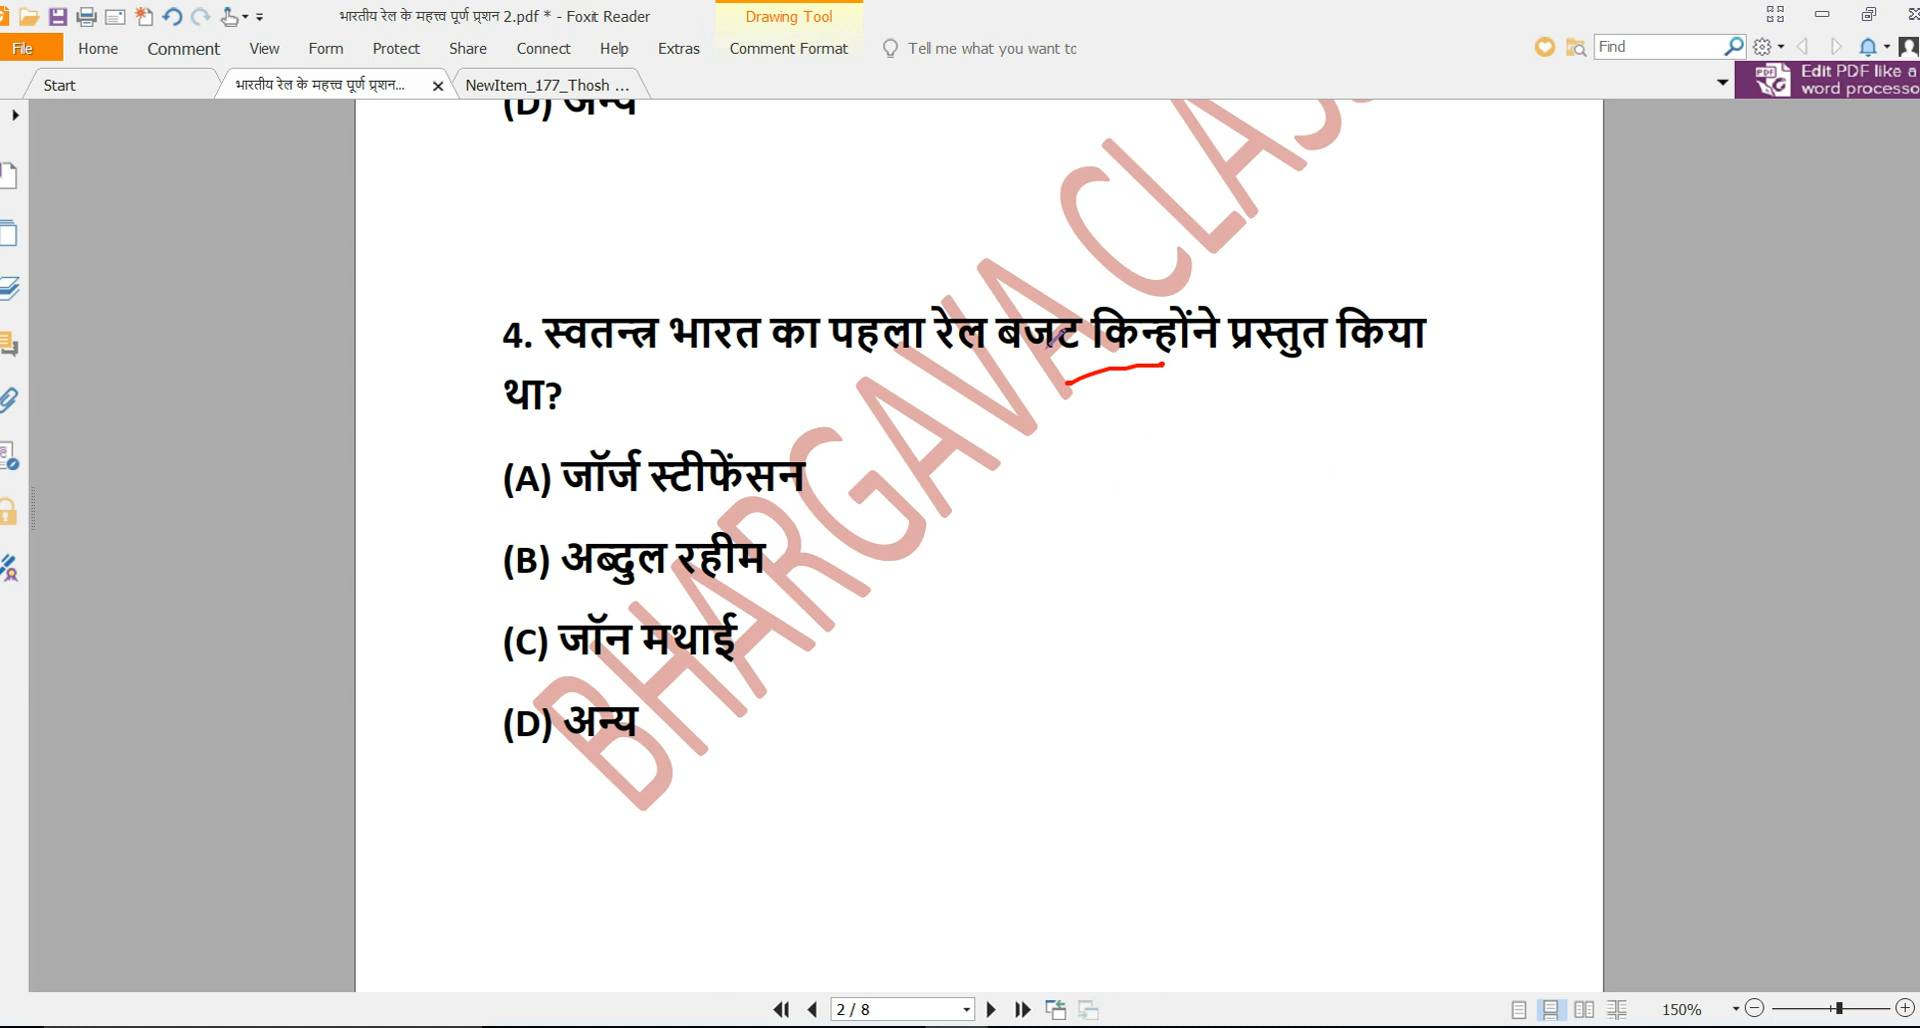 भारतीय रेल के महत्त्व पूर्ण प्रशन 2.pdf * - Foxit Reader
Drawing Tool
File Home Comment View Form Protect Share Connect Help Extras Comment Format Tell me what you want to
Find
Start भारतीय रेल के महत्त्व पूर्ण प्रशन... NewItem_177_Thosh ...
Edit PDF like a
word processo
(D) अन्य
4. स्वतन्त्र भारत का पहला रेल बजट किन्होंने प्रस्तुत किया
था?
(A) जॉर्ज स्टीफेंसन
(B) अब्दुल रहीम
(C) जॉन मथाई
(D) अन्य
BHARGAVA CLAS
2 / 8
150%